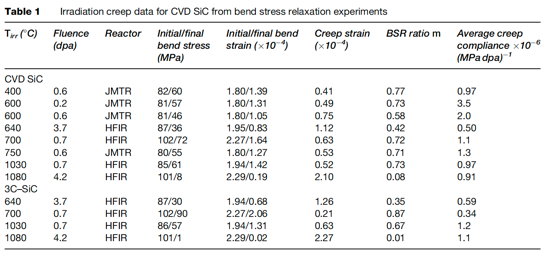 Table 1 Irradiation creep data for CVD SiC from bend stress relaxation experiments
Tirr (°C) Fluence (dpa) Reactor Initial/final bend stress (MPa) Initial/final bend strain (×10−4) Creep strain (×10−4) BSR ratio m Average creep compliance ×10−6 (MPa dpa)−1
CVD SiC
400 0.6 JMTR 82/60 1.80/1.39 0.41 0.77 0.97
600 0.2 JMTR 81/57 1.80/1.31 0.49 0.73 3.5
600 0.6 JMTR 81/46 1.80/1.05 0.75 0.58 2.0
640 3.7 HFIR 87/36 1.95/0.83 1.12 0.42 0.50
700 0.7 HFIR 102/72 2.27/1.64 0.63 0.72 1.1
750 0.6 JMTR 80/55 1.80/1.27 0.53 0.71 1.3
1030 0.7 HFIR 85/61 1.94/1.42 0.52 0.73 0.97
1080 4.2 HFIR 101/8 2.29/0.19 2.10 0.08 0.91
3C–SiC
640 3.7 HFIR 87/30 1.94/0.68 1.26 0.35 0.59
700 0.7 HFIR 102/90 2.27/2.06 0.21 0.87 0.34
1030 0.7 HFIR 86/57 1.94/1.31 0.63 0.67 1.2
1080 4.2 HFIR 101/1 2.29/0.02 2.27 0.01 1.1